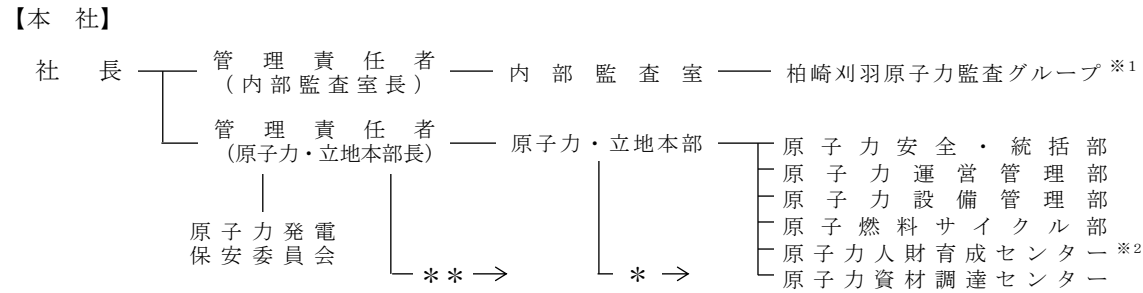 【本 社】
社 長 管理責任者 内部監査室 柏崎刈羽原子力監査グループ※1
(内部監査室長)
管理責任者 原子力・立地本部 原子力安全・統括部
(原子力・立地本部長)
原子力運営管理部
原子力設備管理部
原子燃料サイクル部
原子力発電
保安委員会
原子力人財育成センター※2
原子力資材調達センター
** *